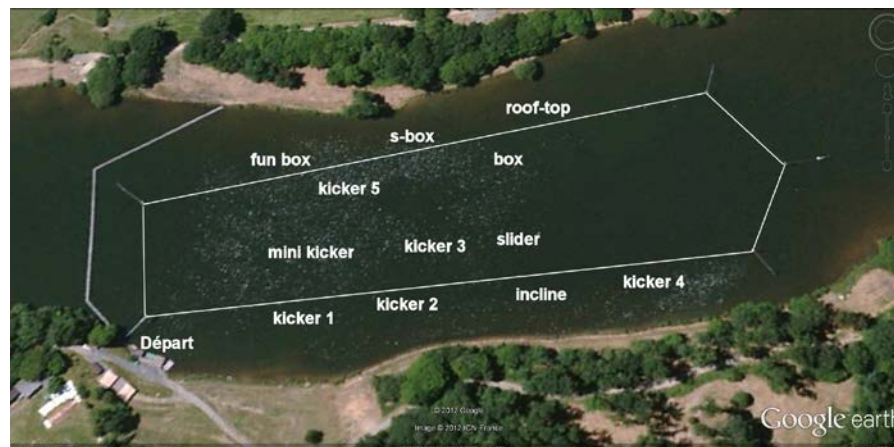 roof-top
s-box
fun box
box
kicker 5
slider
kicker 3
mini kicker
kicker 4
incline
kicker 2
kicker 1
Départ
© 2012 Google
Image © 2012 IGN-France
Google earth